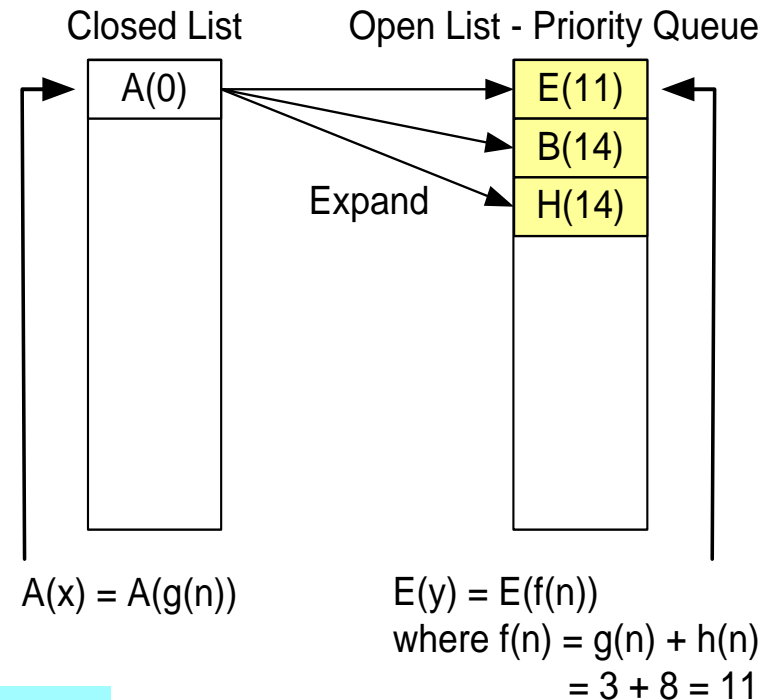 Closed List
Open List - Priority Queue
A(0)
E(11)
B(14)
H(14)
Expand
A(x) = A(g(n))
E(y) = E(f(n))
where f(n) = g(n) + h(n)
= 3 + 8 = 11